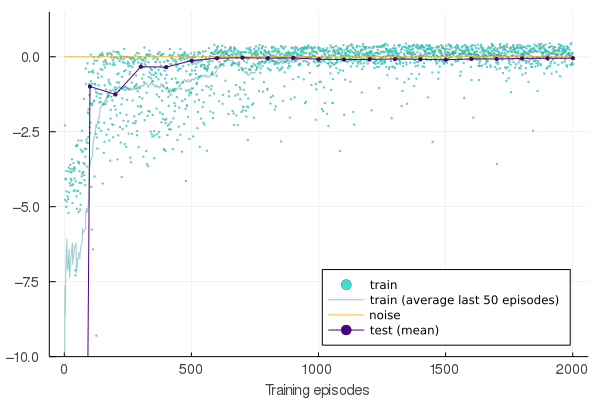 0.0
−2.5
−5.0
−7.5
−10.0
0
500
1000
1500
2000
Training episodes
train
train (average last 50 episodes)
noise
test (mean)